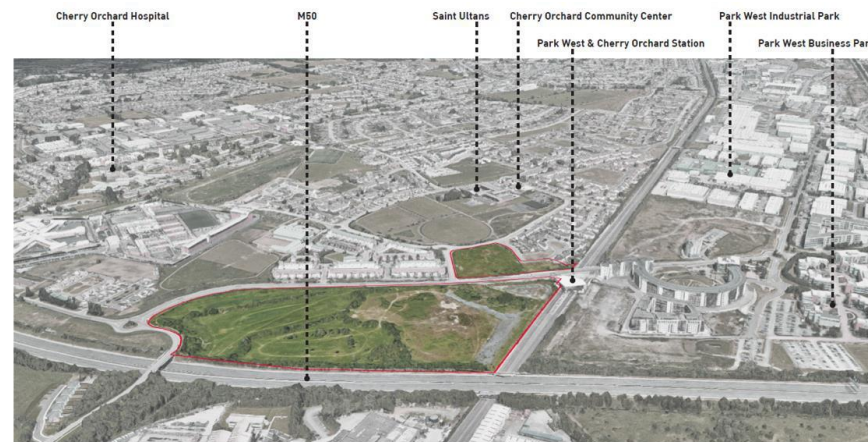 Cherry Orchard Hospital
M50
Saint Ultans
Cherry Orchard Community Center
Park West Industrial Park
Park West & Cherry Orchard Station
Park West Business Par